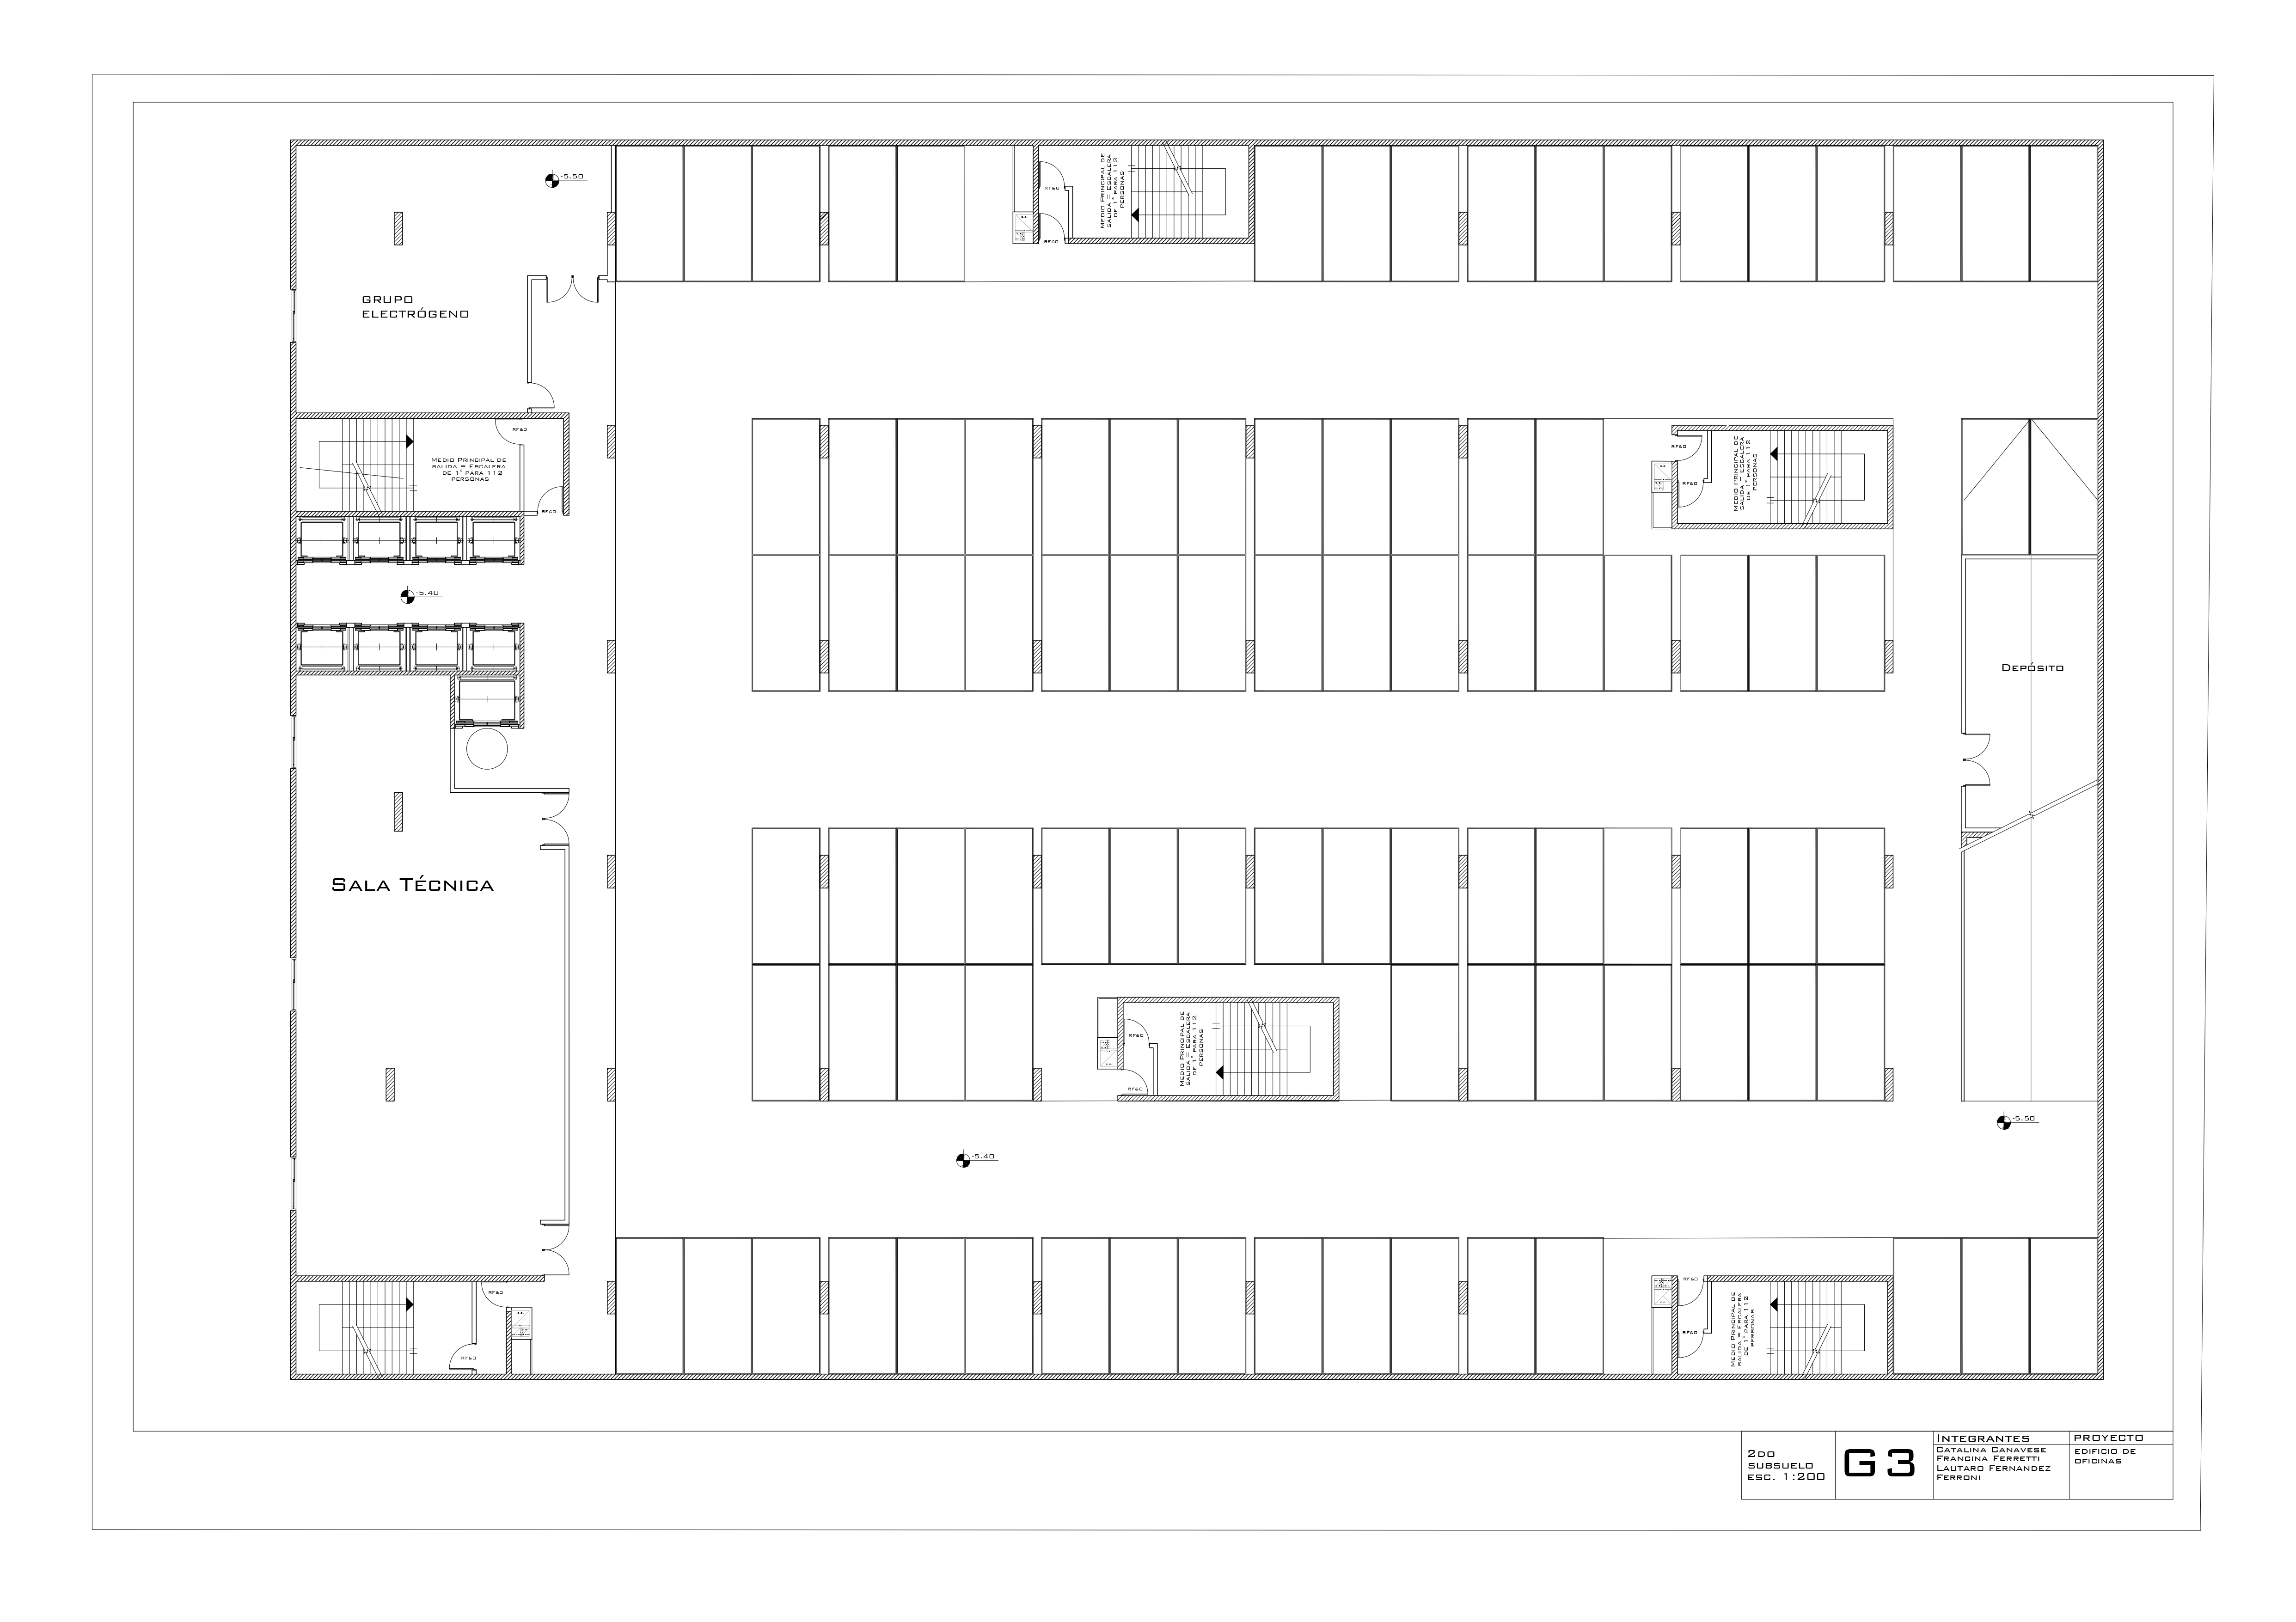 -5.50
Medio Principal de
salida = Escalera
de 1° para 112
personas
RF60
RF60
GRUPO
ELECTRÓGENO
RF60
Medio Principal de
salida = Escalera
de 1° para 112
personas
RF60
RF60
RF60
Medio Principal de
salida = Escalera
de 1° para 112
personas
-5.40
Depósito
Sala Técnica
RF60
RF60
Medio Principal de
salida = Escalera
de 1° para 112
personas
-5.50
-5.40
RF60
RF60
RF60
RF60
Medio Principal de
salida = Escalera
de 1° para 112
personas
2do
subsuelo
esc. 1:200
G3
Integrantes
Catalina Canavese
Francina Ferretti
Lautaro Fernandez
Ferroni
PROYECTO
EDIFICIO DE
OFICINAS